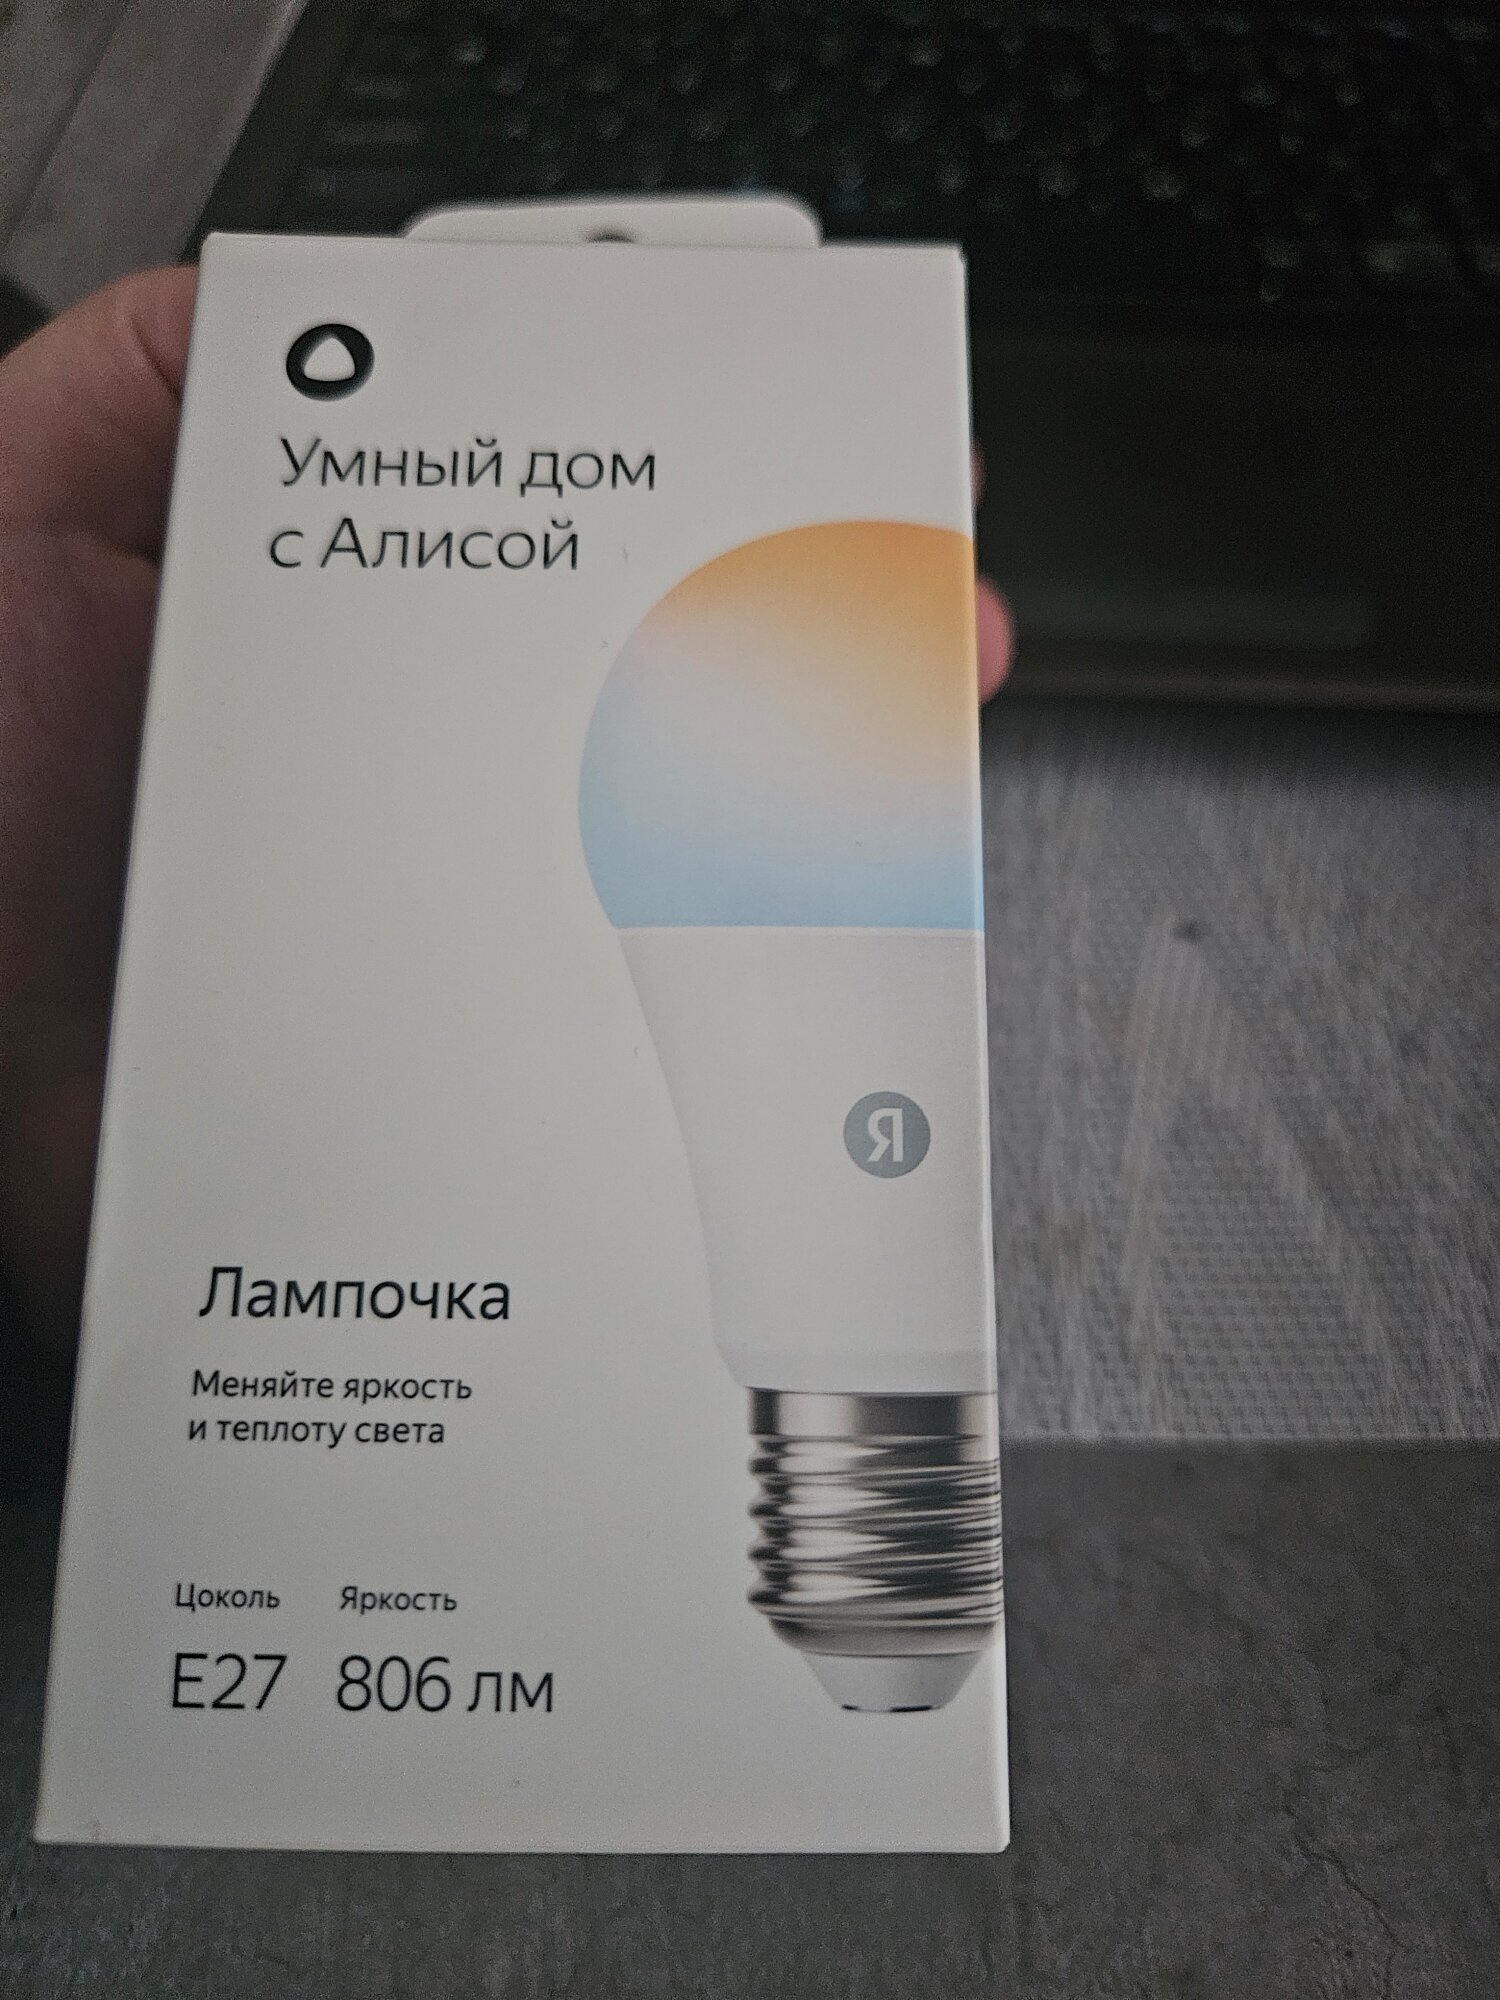 Умный дом
с Алисой
Я
Лампочка
Меняйте яркость
и теплоту света
Цоколь Яркость
E27 806 лм